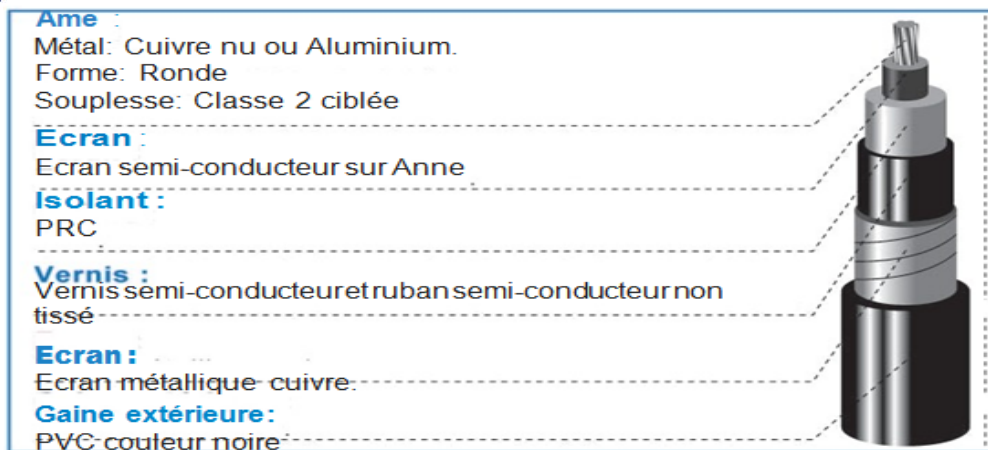 Ame :
Métal: Cuivre nu ou Aluminium.
Forme: Ronde
Souplesse: Classe 2 ciblée
Ecran :
Ecran semi-conducteur sur Anne
Isolant :
PRC
Vernis :
Vernis semi-conducteur et ruban semi-conducteur non
tissé
Ecran :
Ecran métallique cuivre.
Gaine extérieure:
PVC couleur noire